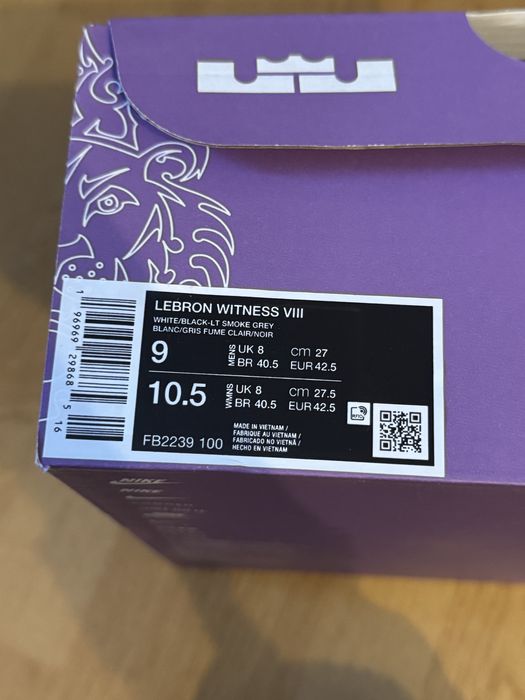 LEBRON WITNESS VIII
WHITE/BLACK-LT SMOKE GREY
BLANC/GRIS FUME CLAIR/NOIR
9 MENS UK 8 cm 27
BR 40.5 EUR 42.5
10.5 WMNS UK 8 cm 27.5
BR 40.5 EUR 42.5
FB2239 100
MADE IN VIETNAM /
FABRIQUE AU VIETNAM /
FABRICADO NO VIETNÃ /
HECHO EN VIETNAM
1 96969 29868 5 16
NIKE
NIKE